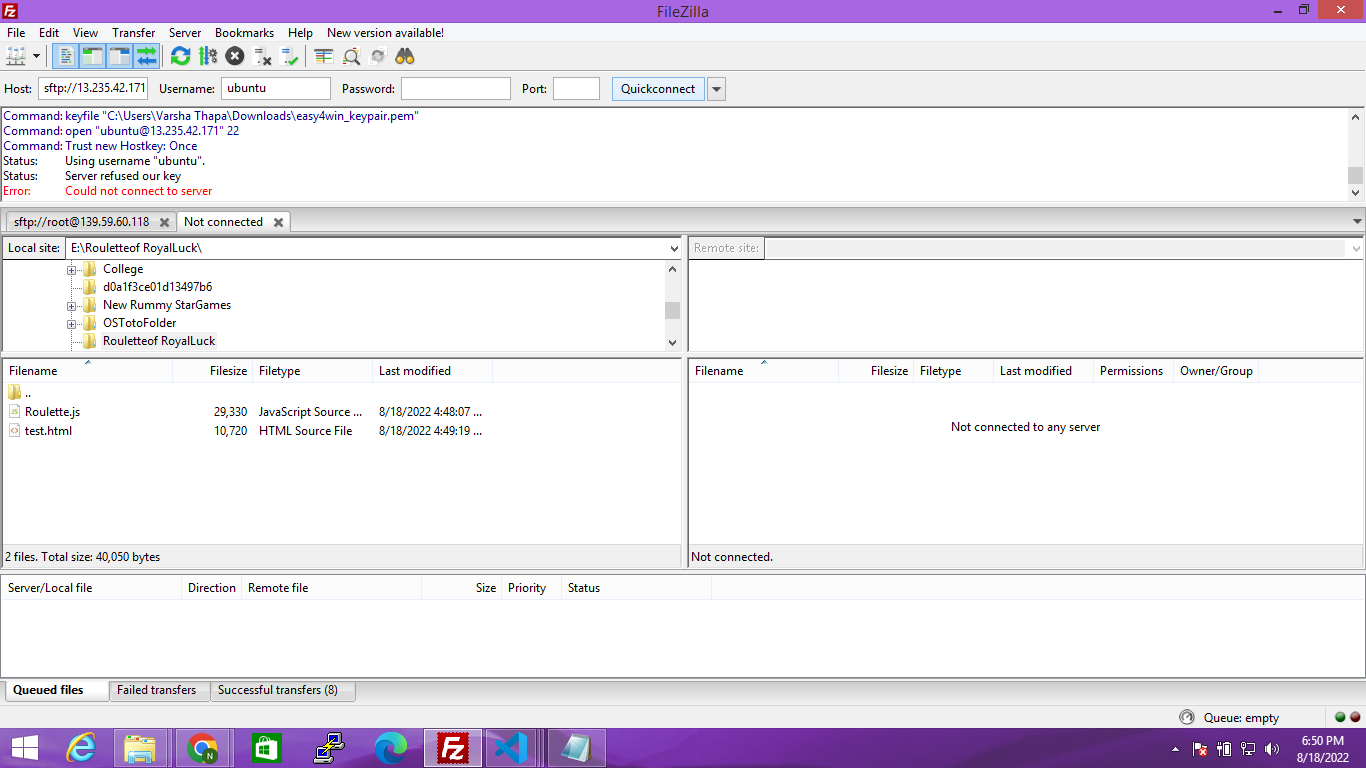 FileZilla
File Edit View Transfer Server Bookmarks Help New version available!
Host: sftp://13.235.42.171 Username: ubuntu Password: Port: Quickconnect
Command: keyfile "C:\Users\Varsha Thapa\Downloads\easy4win_keypair.pem"
Command: open "ubuntu@13.235.42.171" 22
Command: Trust new Hostkey: Once
Status: Using username "ubuntu".
Status: Server refused our key
Error: Could not connect to server
sftp://root@139.59.60.118 Not connected
Local site: E:\Rouletteof RoyalLuck\ Remote site:
College
d0a1f3ce01d13497b6
New Rummy StarGames
OSTotoFolder
Rouletteof RoyalLuck
Filename Filesize Filetype Last modified Filename Filesize Filetype Last modified Permissions Owner/Group
..
Roulette.js 29,330 JavaScript Source ... 8/18/2022 4:48:07 ...
test.html 10,720 HTML Source File 8/18/2022 4:49:19 ...
Not connected to any server
2 files. Total size: 40,050 bytes Not connected.
Server/Local file Direction Remote file Size Priority Status
Queued files Failed transfers Successful transfers (8)
Queue: empty
6:50 PM
8/18/2022